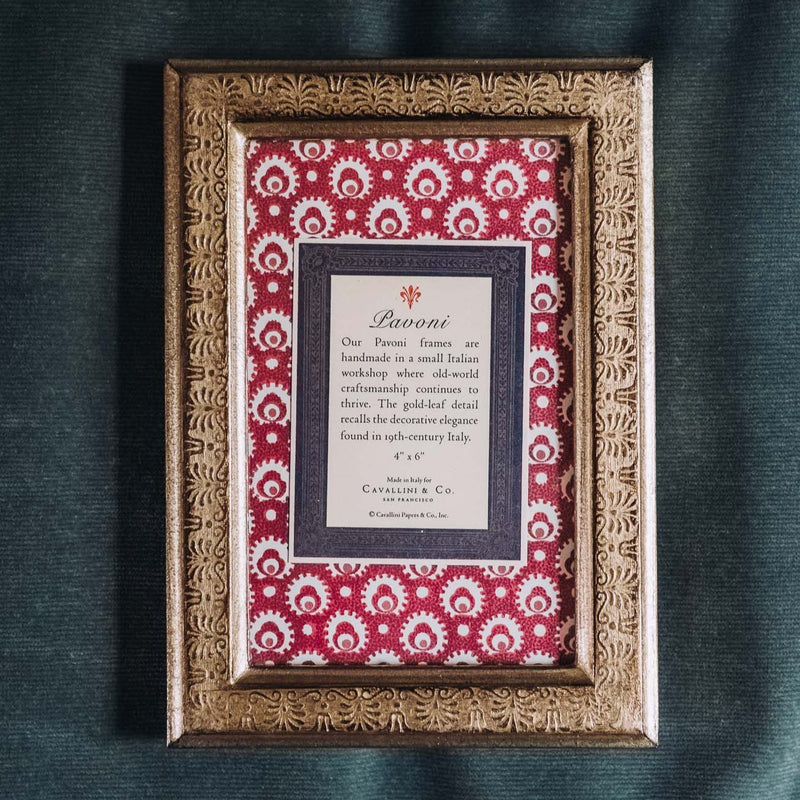 Pavoni
Our Pavoni frames are
handmade in a small Italian
workshop where old-world
craftsmanship continues to
thrive. The gold-leaf detail
recalls the decorative elegance
found in 19th-century Italy.
4" x 6"
Made in Italy for
CAVALLINI & CO.
SAN FRANCISCO
© Cavallini Papers & Co., Inc.